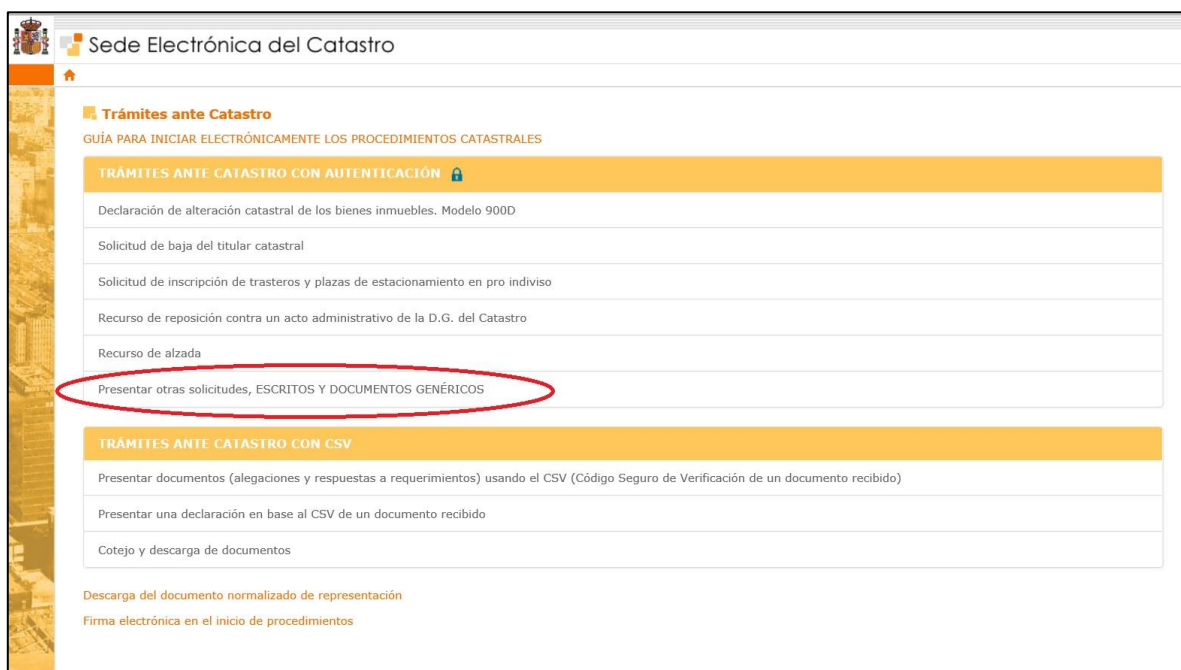 Sede Electrónica del Catastro
Trámites ante Catastro
GUÍA PARA INICIAR ELECTRÓNICAMENTE LOS PROCEDIMIENTOS CATASTRALES
TRÁMITES ANTE CATASTRO CON AUTENTICACIÓN
Declaración de alteración catastral de los bienes inmuebles. Modelo 900D
Solicitud de baja del titular catastral
Solicitud de inscripción de trasteros y plazas de estacionamiento en pro indiviso
Recurso de reposición contra un acto administrativo de la D.G. del Catastro
Recurso de alzada
Presentar otras solicitudes, ESCRITOS Y DOCUMENTOS GENÉRICOS
TRÁMITES ANTE CATASTRO CON CSV
Presentar documentos (alegaciones y respuestas a requerimientos) usando el CSV (Código Seguro de Verificación de un documento recibido)
Presentar una declaración en base al CSV de un documento recibido
Cotejo y descarga de documentos
Descarga del documento normalizado de representación
Firma electrónica en el inicio de procedimientos